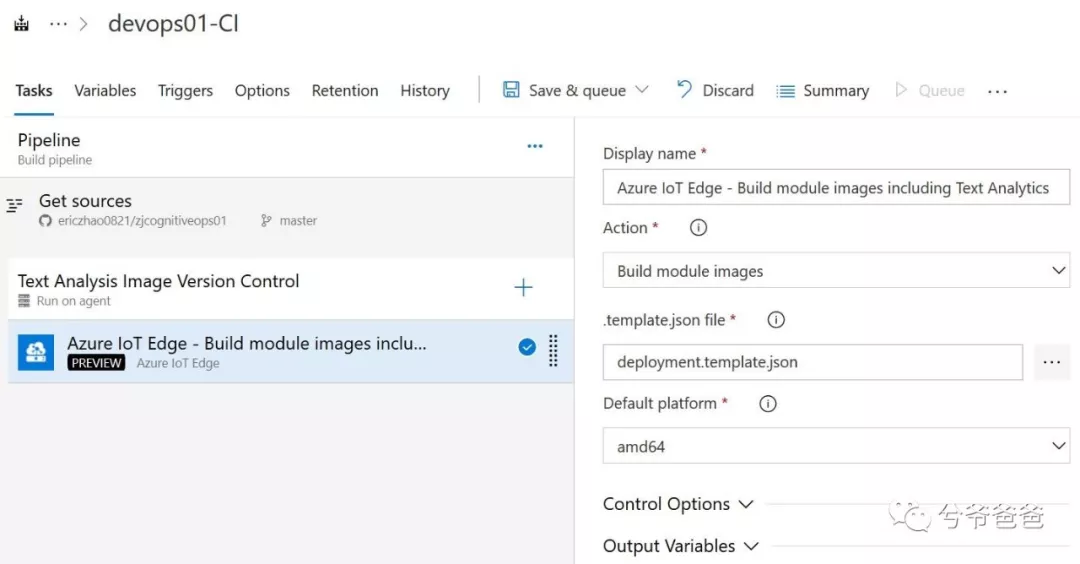 ··· > devops01-CI
Tasks Variables Triggers Options Retention History Save & queue Discard Summary Queue ...
Pipeline
Build pipeline
Get sources
ericzhao0821/zjcognitiveops01 master
Text Analysis Image Version Control
Run on agent
Azure IoT Edge - Build module images inclu...
PREVIEW Azure IoT Edge
Display name *
Azure IoT Edge - Build module images including Text Analytics
Action *
Build module images
.template.json file *
deployment.template.json
Default platform *
amd64
Control Options
Output Variables
兮爷爸爸